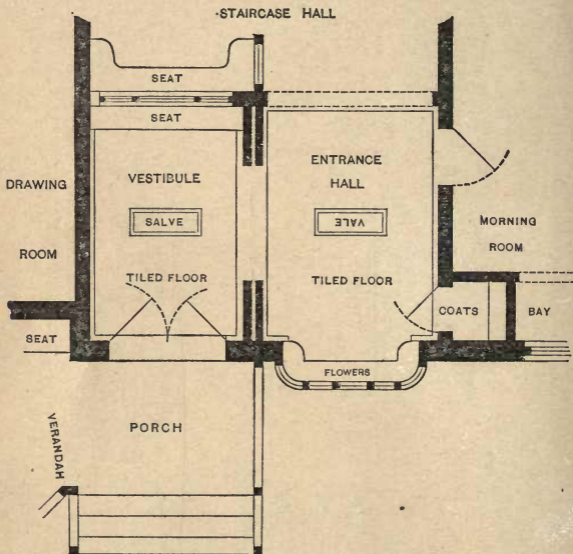 STAIRCASE HALL
SEAT
SEAT
DRAWING
ROOM
VESTIBULE
SALVE
TILED FLOOR
ENTRANCE
HALL
VALE
TILED FLOOR
MORNING
ROOM
COATS
BAY
SEAT
FLOWERS
PORCH
VERANDAH